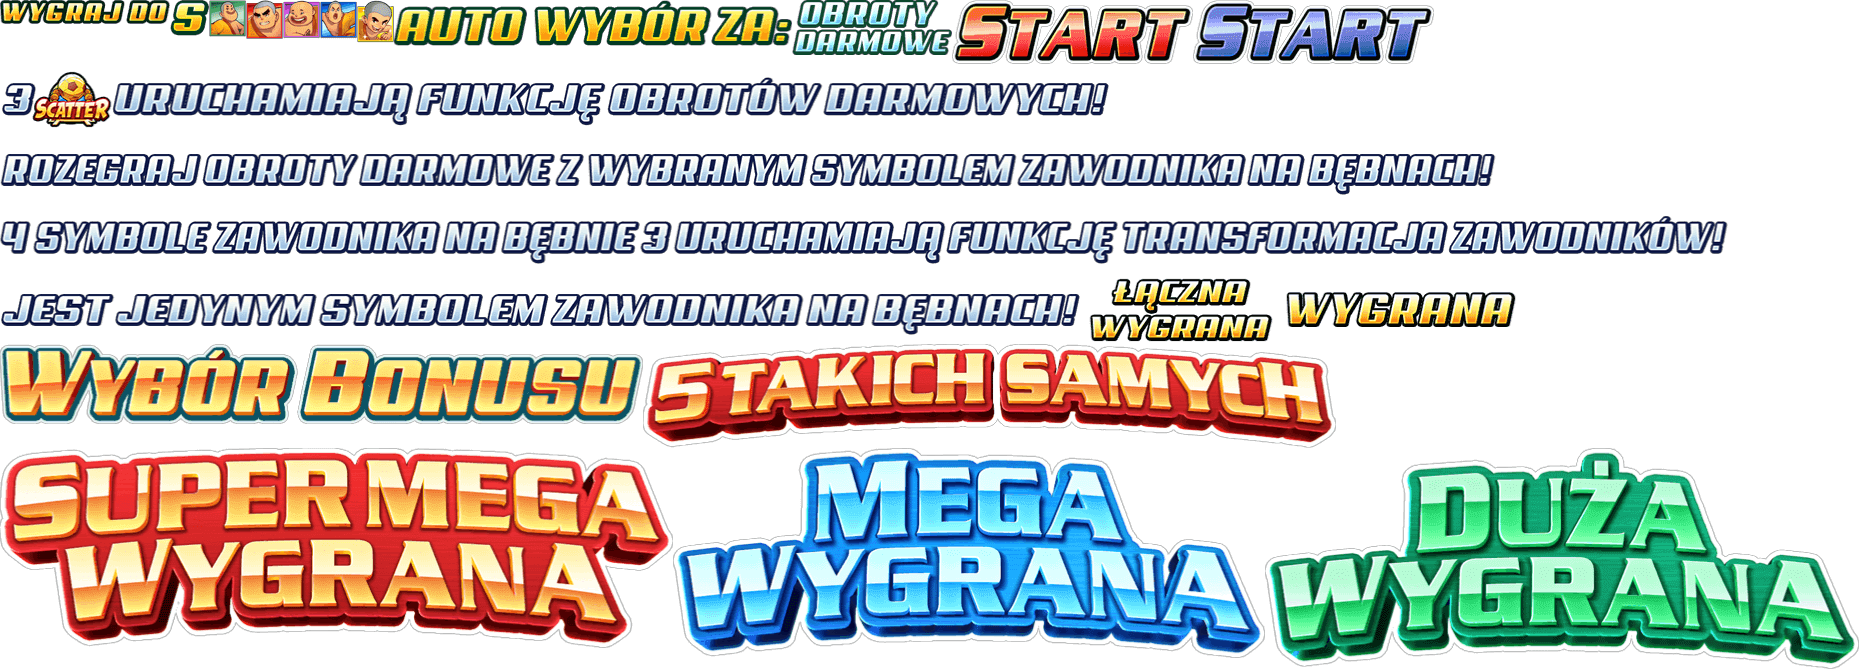 WYGRAJ DO S
AUTO WYBÓR ZA:
OBROTY
DARMOWE
START START
3 SCATTER URUCHAMIAJĄ FUNKCJĘ OBROTÓW DARMOWYCH!
ROZEGRAJ OBROTY DARMOWE Z WYBRANYM SYMBOLEM ZAWODNIKA NA BĘBNACH!
4 SYMBOLE ZAWODNIKA NA BĘBNIE 3 URUCHAMIAJĄ FUNKCJĘ TRANSFORMACJA ZAWODNIKÓW!
JEST JEDYNYM SYMBOLEM ZAWODNIKA NA BĘBNACH!
ŁĄCZNA
WYGRANA
WYGRANA
WYBÓR BONUSU
5 TAKICH SAMYCH
SUPER MEGA
WYGRANA
MEGA
WYGRANA
DUŻA
WYGRANA